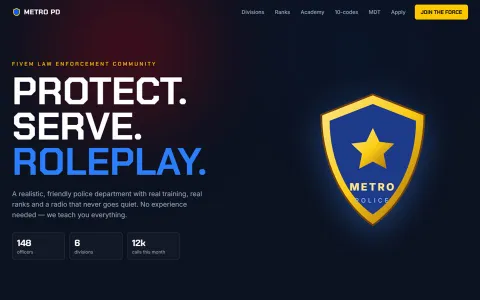 METRO PD
Divisions
Ranks
Academy
10-codes
MDT
Apply
JOIN THE FORCE
FIVEM LAW ENFORCEMENT COMMUNITY
PROTECT.
SERVE.
ROLEPLAY.
A realistic, friendly police department with real training, real
ranks and a radio that never goes quiet. No experience
needed — we teach you everything.
148
officers
6
divisions
12k
calls this month
METRO
POLICE